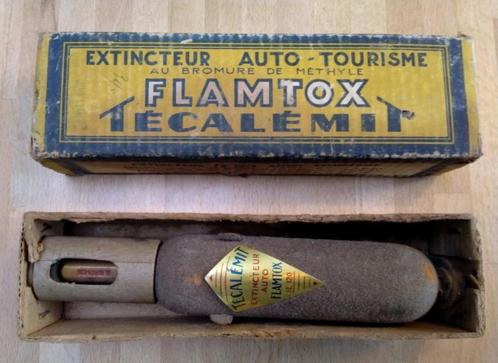 EXTINCTEUR AUTO-TOURISME
AU BROMURE DE MÉTHYLE
FLAMTOX
TÉCALÉMIT
TÉCALÉMIT
EXTINCTEUR
AUTO
FLAMTOX